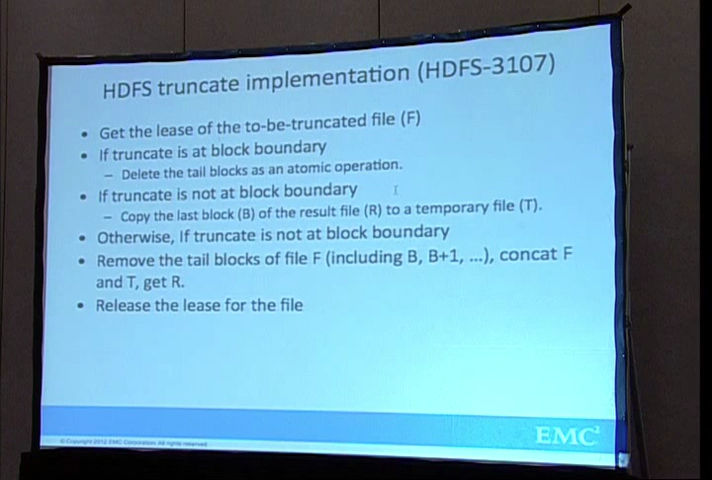 HDFS truncate implementation (HDFS-3107)
• Get the lease of the to-be-truncated file (F)
• If truncate is at block boundary
– Delete the tail blocks as an atomic operation.
• If truncate is not at block boundary
– Copy the last block (B) of the result file (R) to a temporary file (T).
• Otherwise, If truncate is not at block boundary
• Remove the tail blocks of file F (including B, B+1, ...), concat F
and T, get R.
• Release the lease for the file
© Copyright 2012 EMC Corporation. All rights reserved.
EMC²